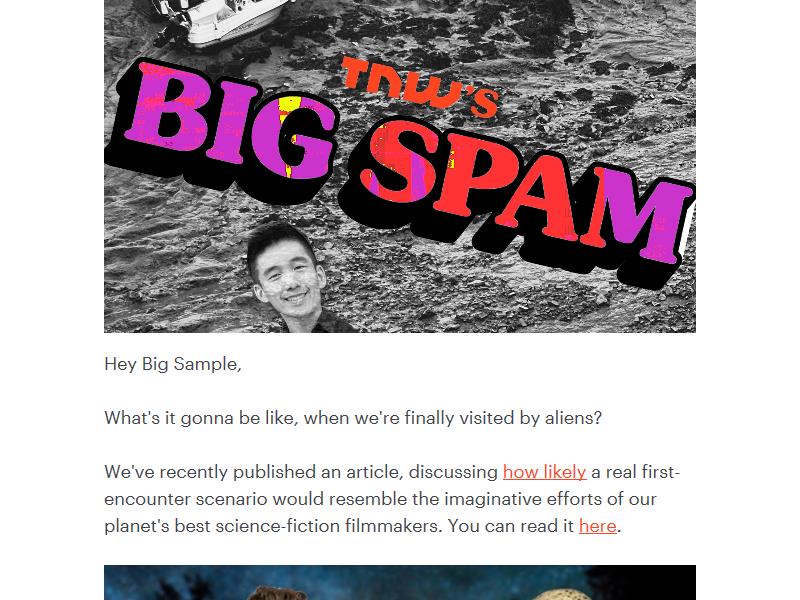 TNW'S
BIG SPAM
Hey Big Sample,
What's it gonna be like, when we're finally visited by aliens?
We've recently published an article, discussing how likely a real first-
encounter scenario would resemble the imaginative efforts of our
planet's best science-fiction filmmakers. You can read it here.